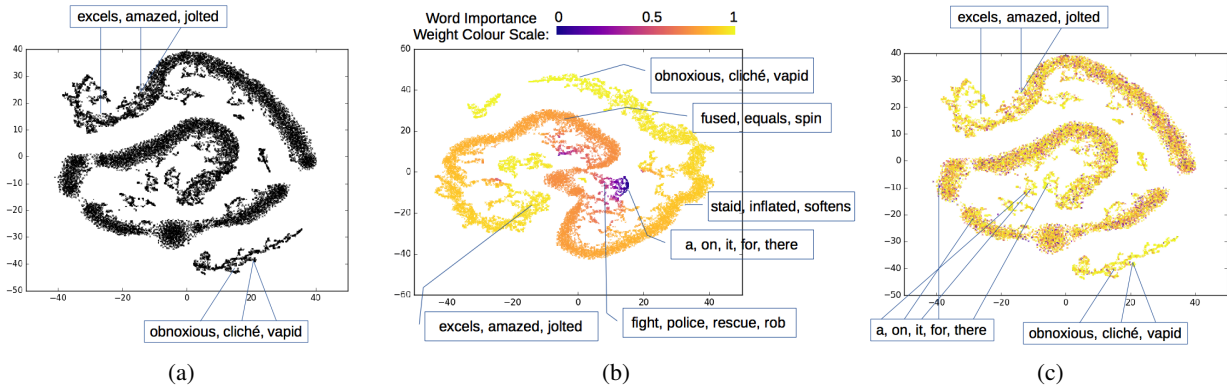 excels, amazed, jolted
40
30
20
10
0
−10
−20
−30
−40
−50
−40 −20 0 20 40
obnoxious, cliché, vapid
(a)
Word Importance
Weight Colour Scale:
0 0.5 1
60
40
20
0
−20
−40
−60
−40 −20 0 20 40
obnoxious, cliché, vapid
fused, equals, spin
staid, inflated, softens
a, on, it, for, there
excels, amazed, jolted
fight, police, rescue, rob
(b)
excels, amazed, jolted
40
30
20
10
0
−10
−20
−30
−40
−50
−60 −40 −20 0 20 40
a, on, it, for, there
obnoxious, cliché, vapid
(c)